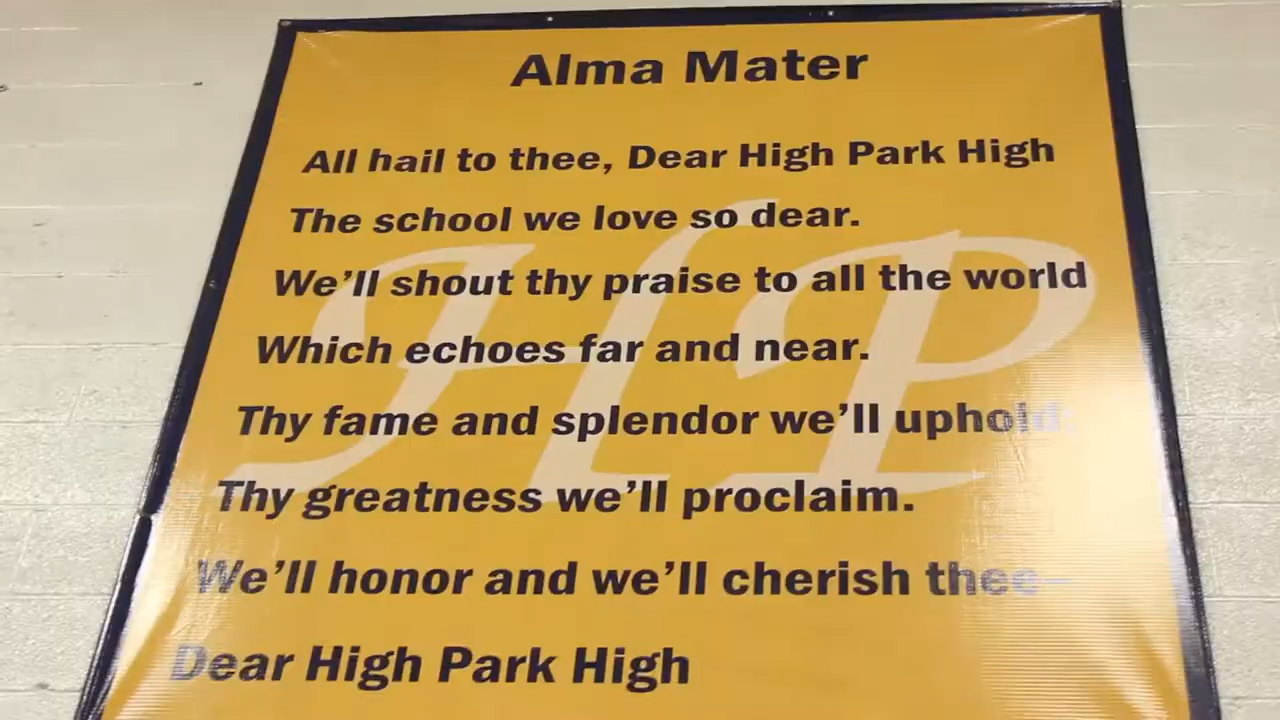 Alma Mater
All hail to thee, Dear High Park High
The school we love so dear.
We'll shout thy praise to all the world
Which echoes far and near.
Thy fame and splendor we'll uphold;
Thy greatness we'll proclaim.
We'll honor and we'll cherish thee—
Dear High Park High
HP